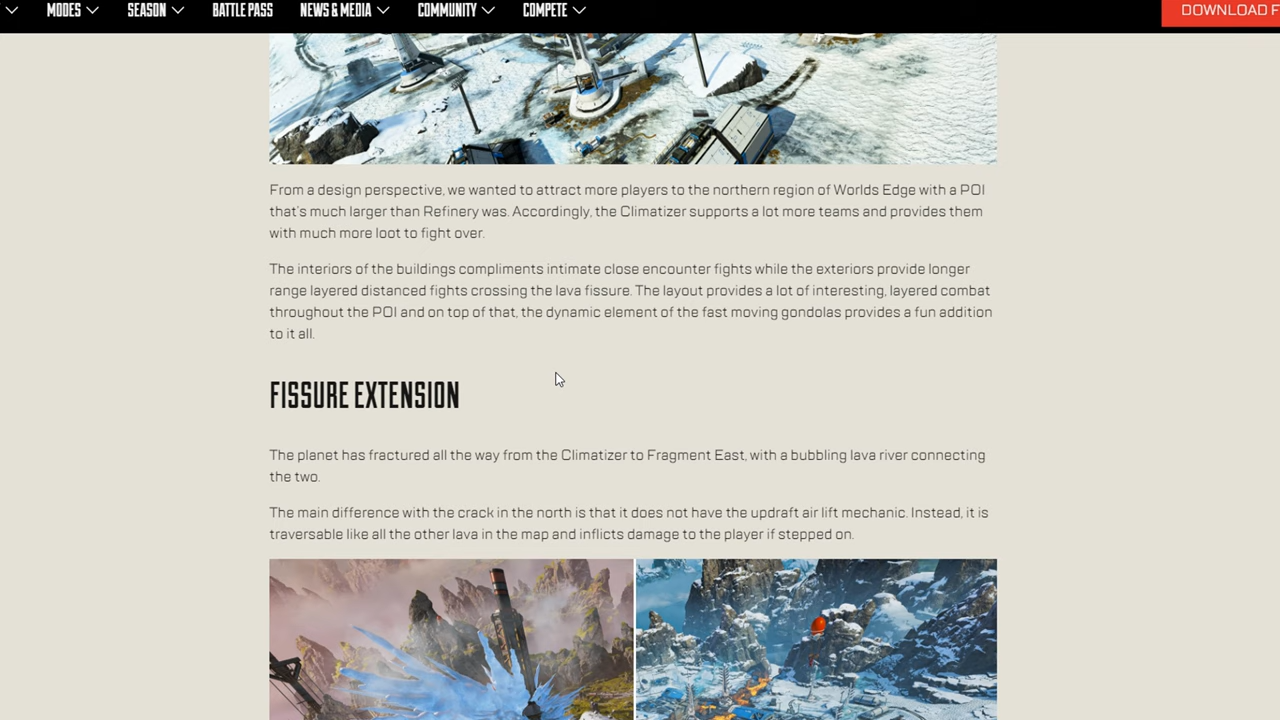 MODES SEASON BATTLE PASS NEWS & MEDIA COMMUNITY COMPETE DOWNLOAD F
From a design perspective, we wanted to attract more players to the northern region of Worlds Edge with a POI
that's much larger than Refinery was. Accordingly, the Climatizer supports a lot more teams and provides them
with much more loot to fight over.
The interiors of the buildings compliments intimate close encounter fights while the exteriors provide longer
range layered distanced fights crossing the lava fissure. The layout provides a lot of interesting, layered combat
throughout the POI and on top of that, the dynamic element of the fast moving gondolas provides a fun addition
to it all.
FISSURE EXTENSION
The planet has fractured all the way from the Climatizer to Fragment East, with a bubbling lava river connecting
the two.
The main difference with the crack in the north is that it does not have the updraft air lift mechanic. Instead, it is
traversable like all the other lava in the map and inflicts damage to the player if stepped on.